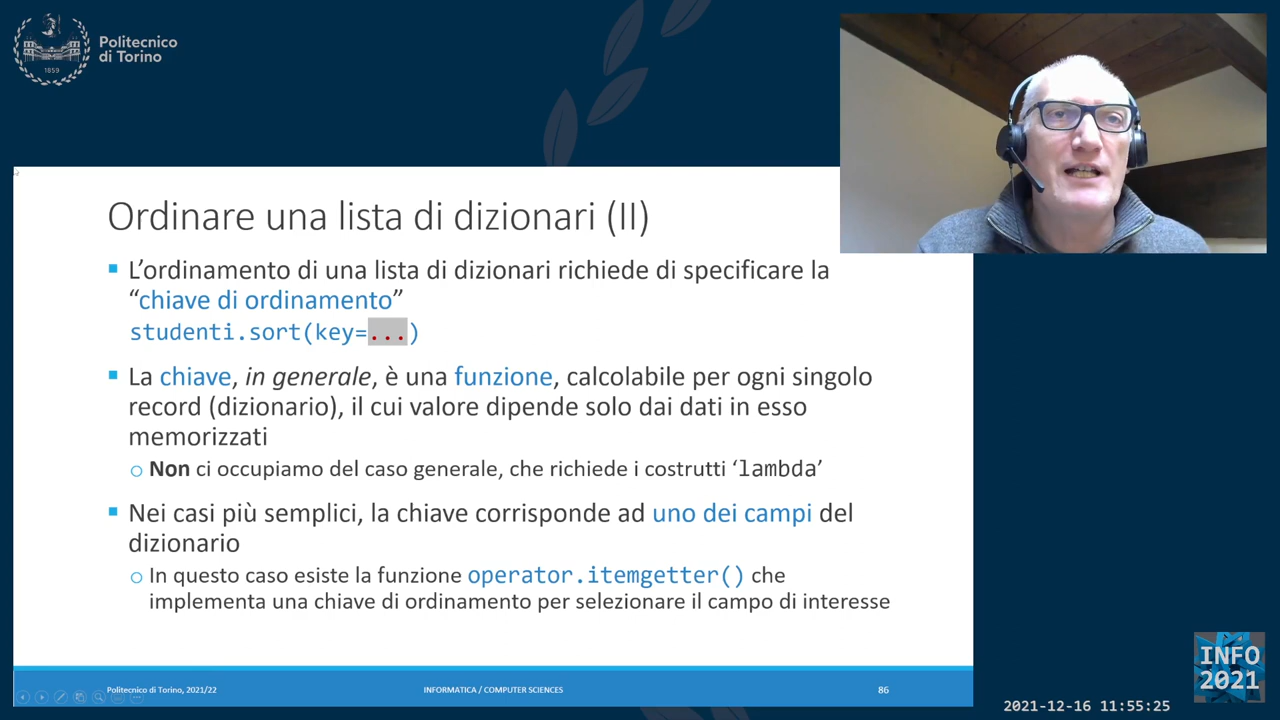 Politecnico
di Torino
1859
Ordinare una lista di dizionari (II)
L'ordinamento di una lista di dizionari richiede di specificare la
“chiave di ordinamento”
studenti.sort(key=...)
La chiave, in generale, è una funzione, calcolabile per ogni singolo
record (dizionario), il cui valore dipende solo dai dati in esso
memorizzati
Non ci occupiamo del caso generale, che richiede i costrutti ‘lambda’
Nei casi più semplici, la chiave corrisponde ad uno dei campi del
dizionario
In questo caso esiste la funzione operator.itemgetter() che
implementa una chiave di ordinamento per selezionare il campo di interesse
Politecnico di Torino, 2021/22
INFORMATICA / COMPUTER SCIENCES
86
INFO
2021
2021-12-16 11:55:25